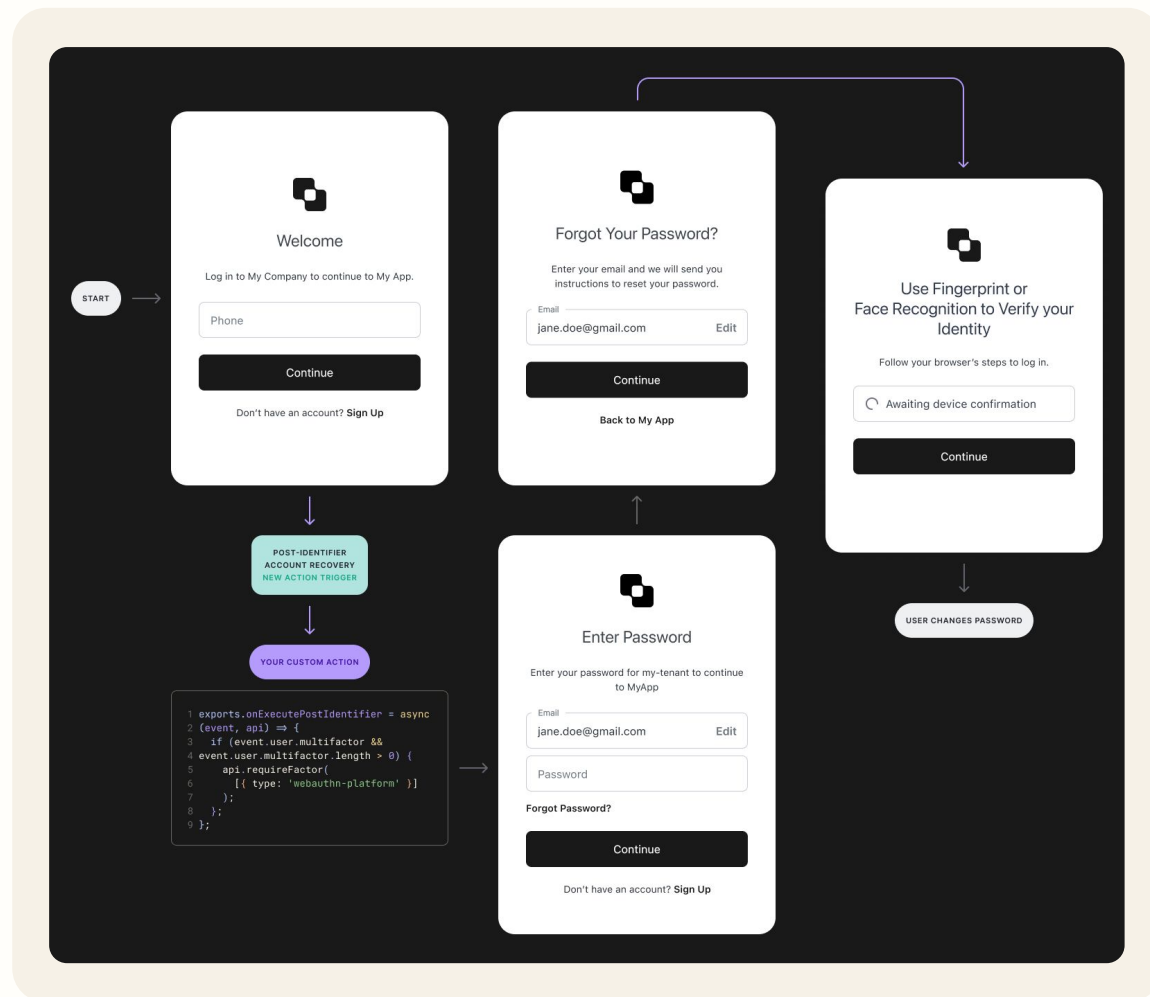 START
Welcome
Log in to My Company to continue to My App.
Phone
Continue
Don't have an account? Sign Up
POST-IDENTIFIER
ACCOUNT RECOVERY
NEW ACTION TRIGGER
YOUR CUSTOM ACTION
1 exports.onExecutePostIdentifier = async
2 (event, api) => {
3 if (event.user.multifactor &&
4 event.user.multifactor.length > 0) {
5 api.requireFactor(
6 [{ type: 'webauthn-platform' }]
7 );
8 };
9 };
Enter Password
Enter your password for my-tenant to continue
to MyApp
Email
jane.doe@gmail.com Edit
Password
Forgot Password?
Continue
Don't have an account? Sign Up
Forgot Your Password?
Enter your email and we will send you
instructions to reset your password.
Email
jane.doe@gmail.com Edit
Continue
Back to My App
Use Fingerprint or
Face Recognition to Verify your
Identity
Follow your browser's steps to log in.
Awaiting device confirmation
Continue
USER CHANGES PASSWORD